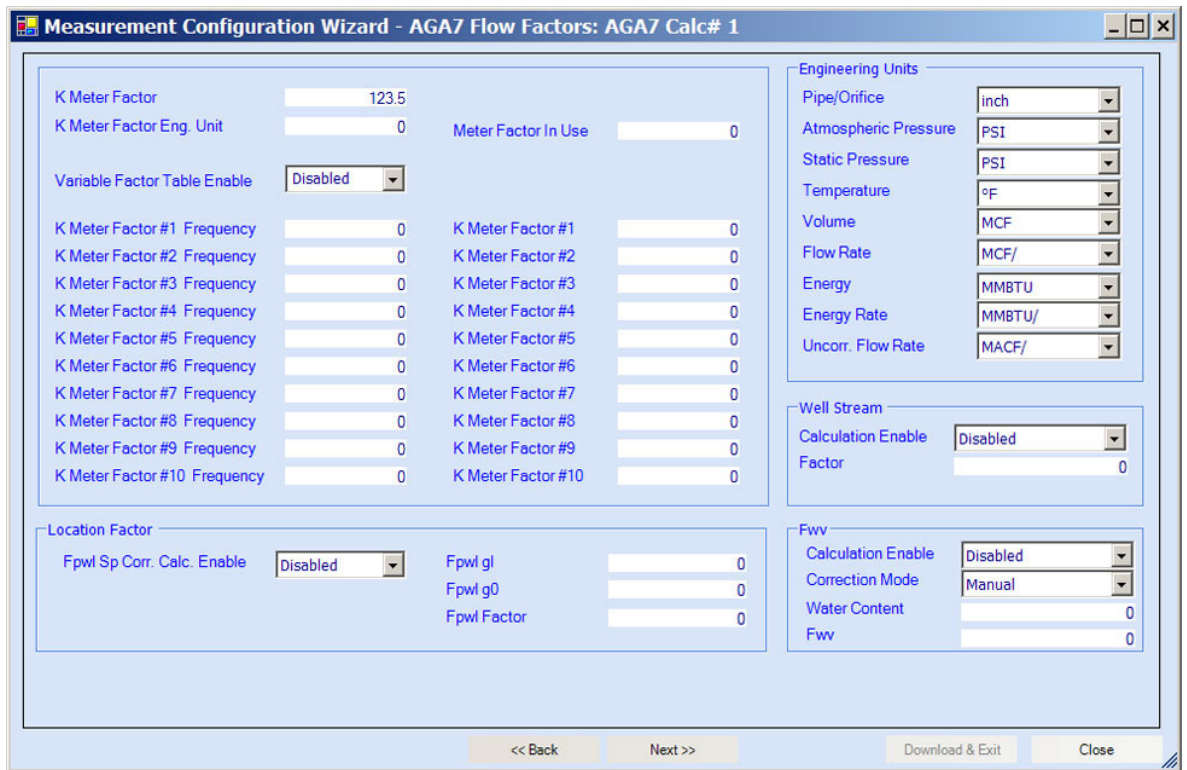 Measurement Configuration Wizard - AGA7 Flow Factors: AGA7 Calc# 1
K Meter Factor 123.5
K Meter Factor Eng. Unit 0 Meter Factor In Use 0
Variable Factor Table Enable Disabled
K Meter Factor #1 Frequency 0 K Meter Factor #1 0
K Meter Factor #2 Frequency 0 K Meter Factor #2 0
K Meter Factor #3 Frequency 0 K Meter Factor #3 0
K Meter Factor #4 Frequency 0 K Meter Factor #4 0
K Meter Factor #5 Frequency 0 K Meter Factor #5 0
K Meter Factor #6 Frequency 0 K Meter Factor #6 0
K Meter Factor #7 Frequency 0 K Meter Factor #7 0
K Meter Factor #8 Frequency 0 K Meter Factor #8 0
K Meter Factor #9 Frequency 0 K Meter Factor #9 0
K Meter Factor #10 Frequency 0 K Meter Factor #10 0
Engineering Units
Pipe/Orifice inch
Atmospheric Pressure PSI
Static Pressure PSI
Temperature ºF
Volume MCF
Flow Rate MCF/
Energy MMBTU
Energy Rate MMBTU/
Uncorr. Flow Rate MACF/
Well Stream
Calculation Enable Disabled
Factor 0
Location Factor
Fpwl Sp Corr. Calc. Enable Disabled Fpwl gl 0
Fpwl g0 0
Fpwl Factor 0
Fwv
Calculation Enable Disabled
Correction Mode Manual
Water Content 0
Fwv 0
<< Back Next >> Download & Exit Close